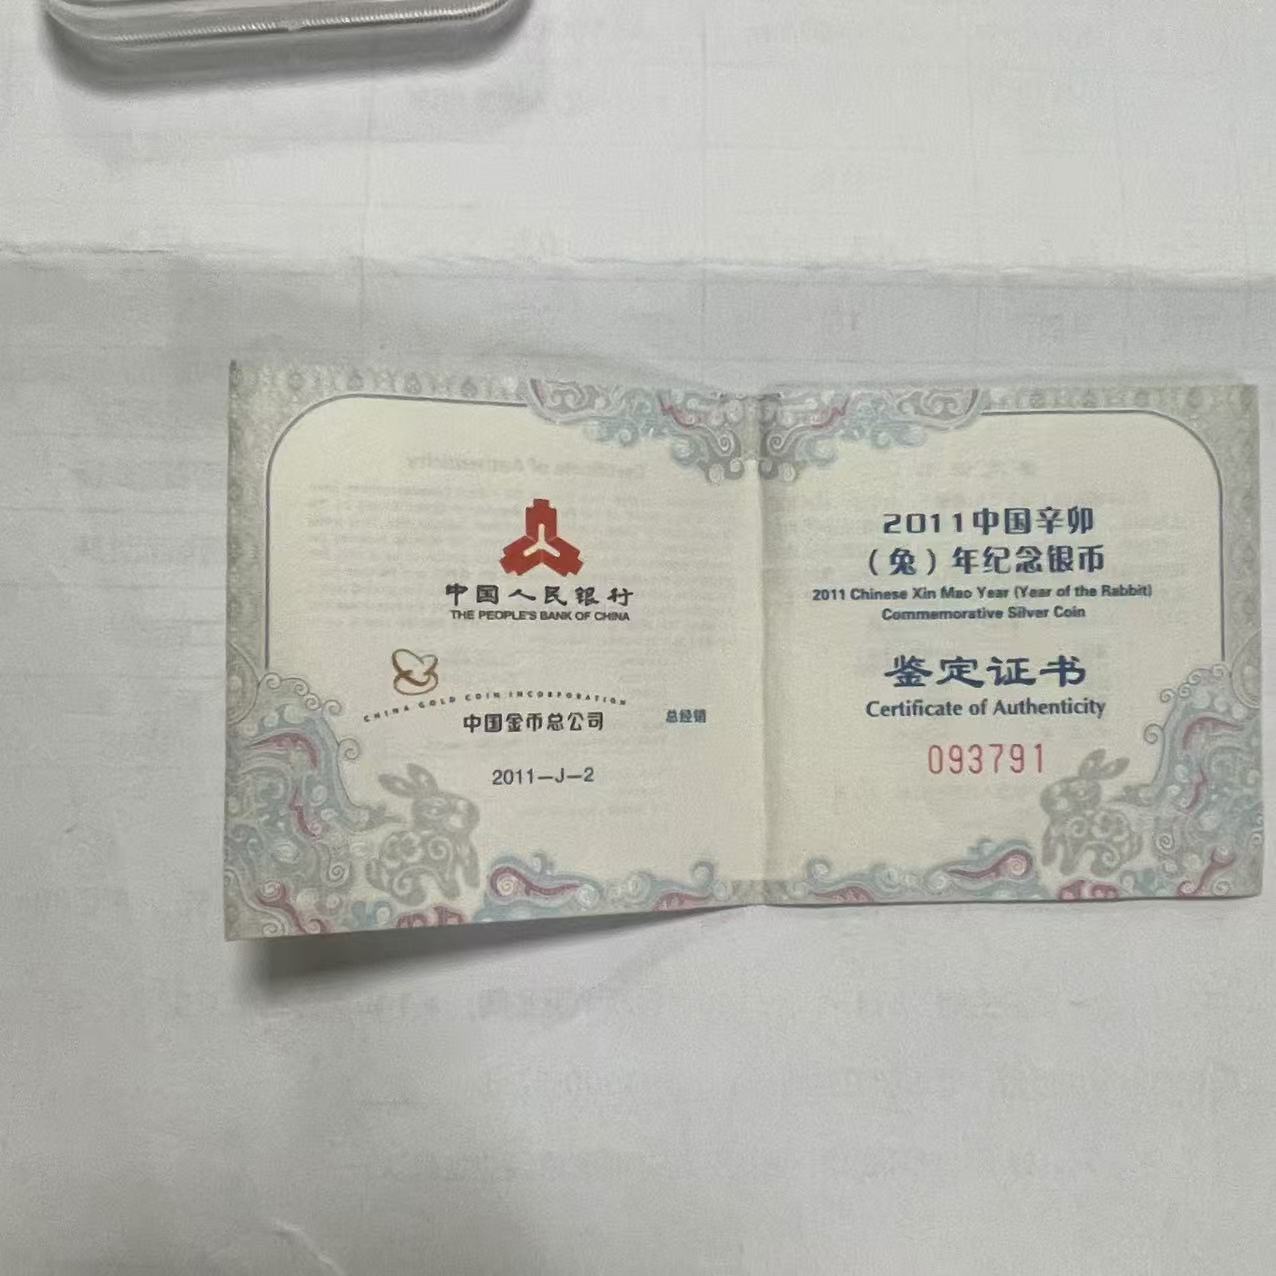 中国人民银行
THE PEOPLE'S BANK OF CHINA
CHINA GOLD COIN INCORPORATION
中国金币总公司
总经销
2011-J-2
2011中国辛卯
(兔)年纪念银币
2011 Chinese Xin Mao Year (Year of the Rabbit)
Commemorative Silver Coin
鉴定证书
Certificate of Authenticity
093791